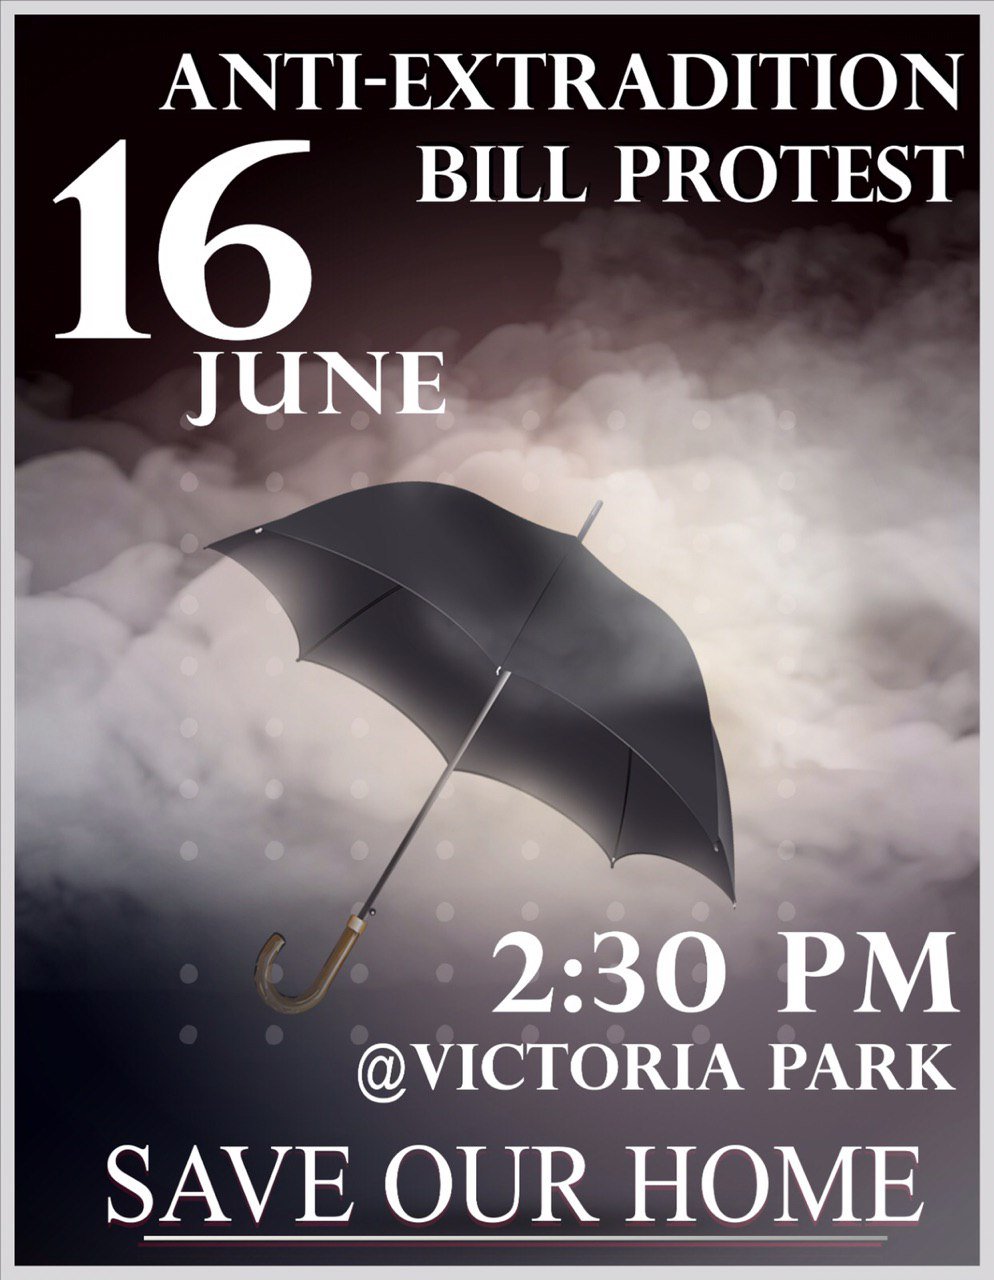 ANTI-EXTRADITION
BILL PROTEST
16
JUNE
2:30 PM
@VICTORIA PARK
SAVE OUR HOME